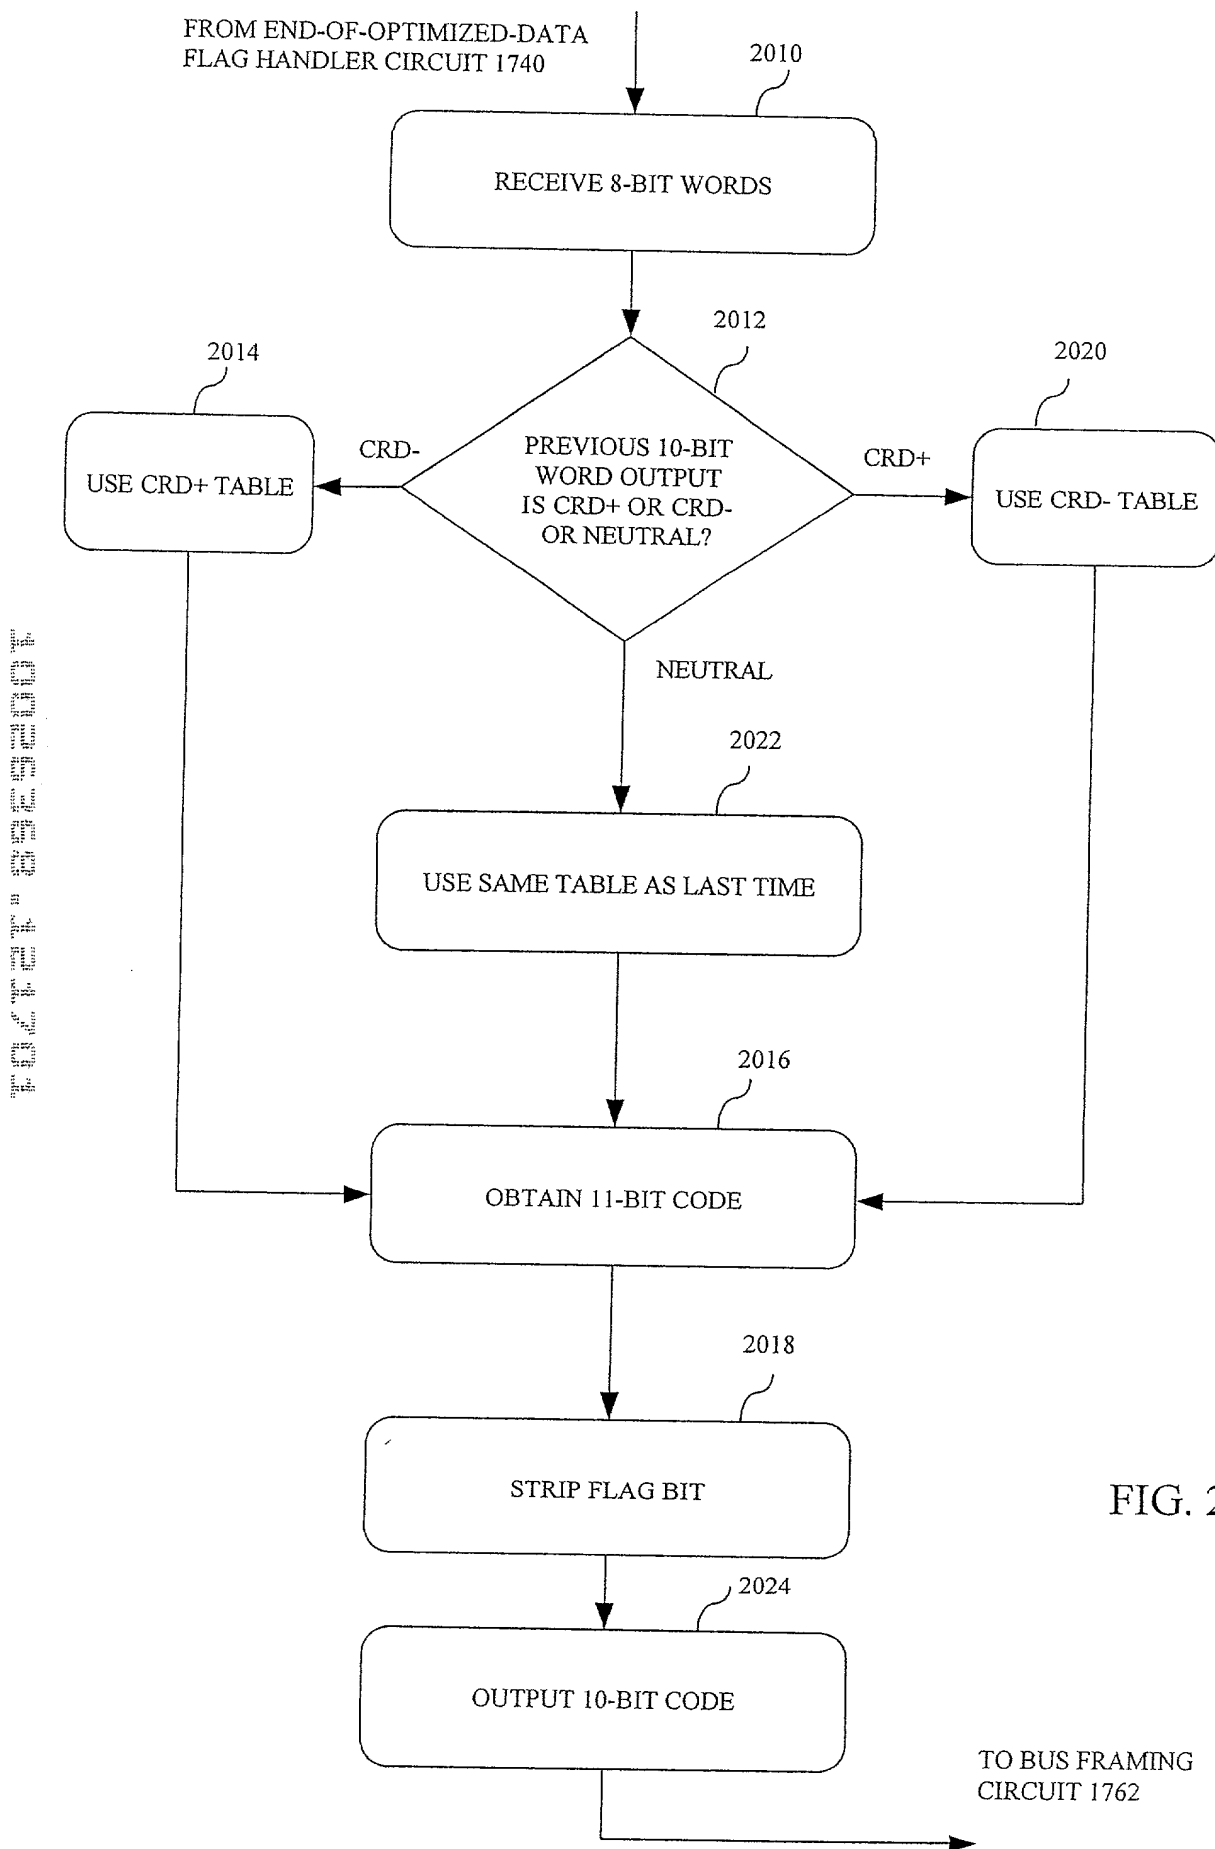 FROM END-OF-OPTIMIZED-DATA
FLAG HANDLER CIRCUIT 1740
2010
RECEIVE 8-BIT WORDS
2012
2014
2020
CRD-
PREVIOUS 10-BIT
WORD OUTPUT
IS CRD+ OR CRD-
OR NEUTRAL?
CRD+
USE CRD+ TABLE
USE CRD- TABLE
NEUTRAL
2022
USE SAME TABLE AS LAST TIME
2016
OBTAIN 11-BIT CODE
2018
STRIP FLAG BIT
FIG. 2
2024
OUTPUT 10-BIT CODE
TO BUS FRAMING
CIRCUIT 1762